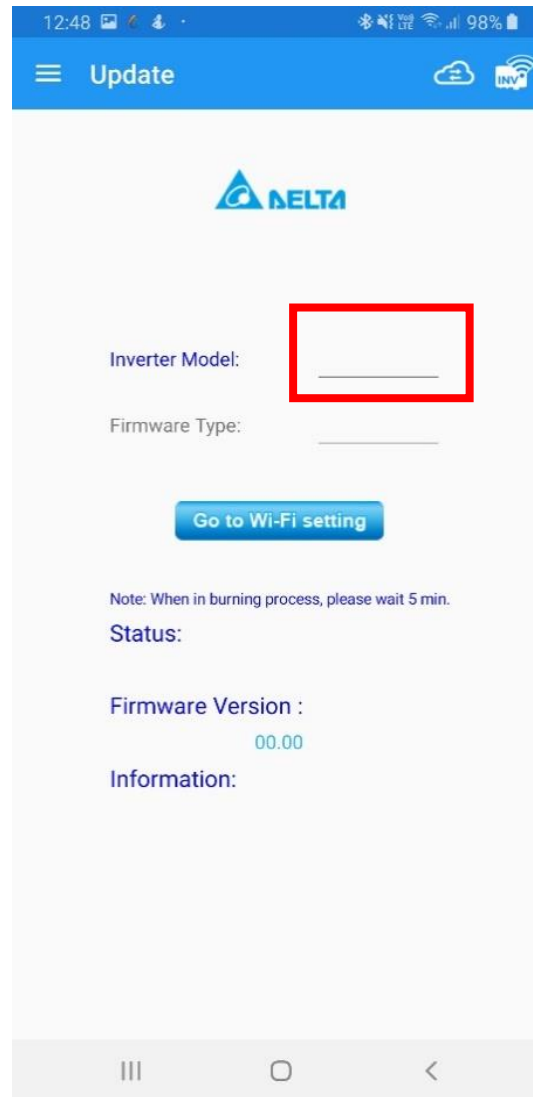 12:48 98%
Update
INV
DELTA
Inverter Model:
Firmware Type:
Go to Wi-Fi setting
Note: When in burning process, please wait 5 min.
Status:
Firmware Version :
00.00
Information: